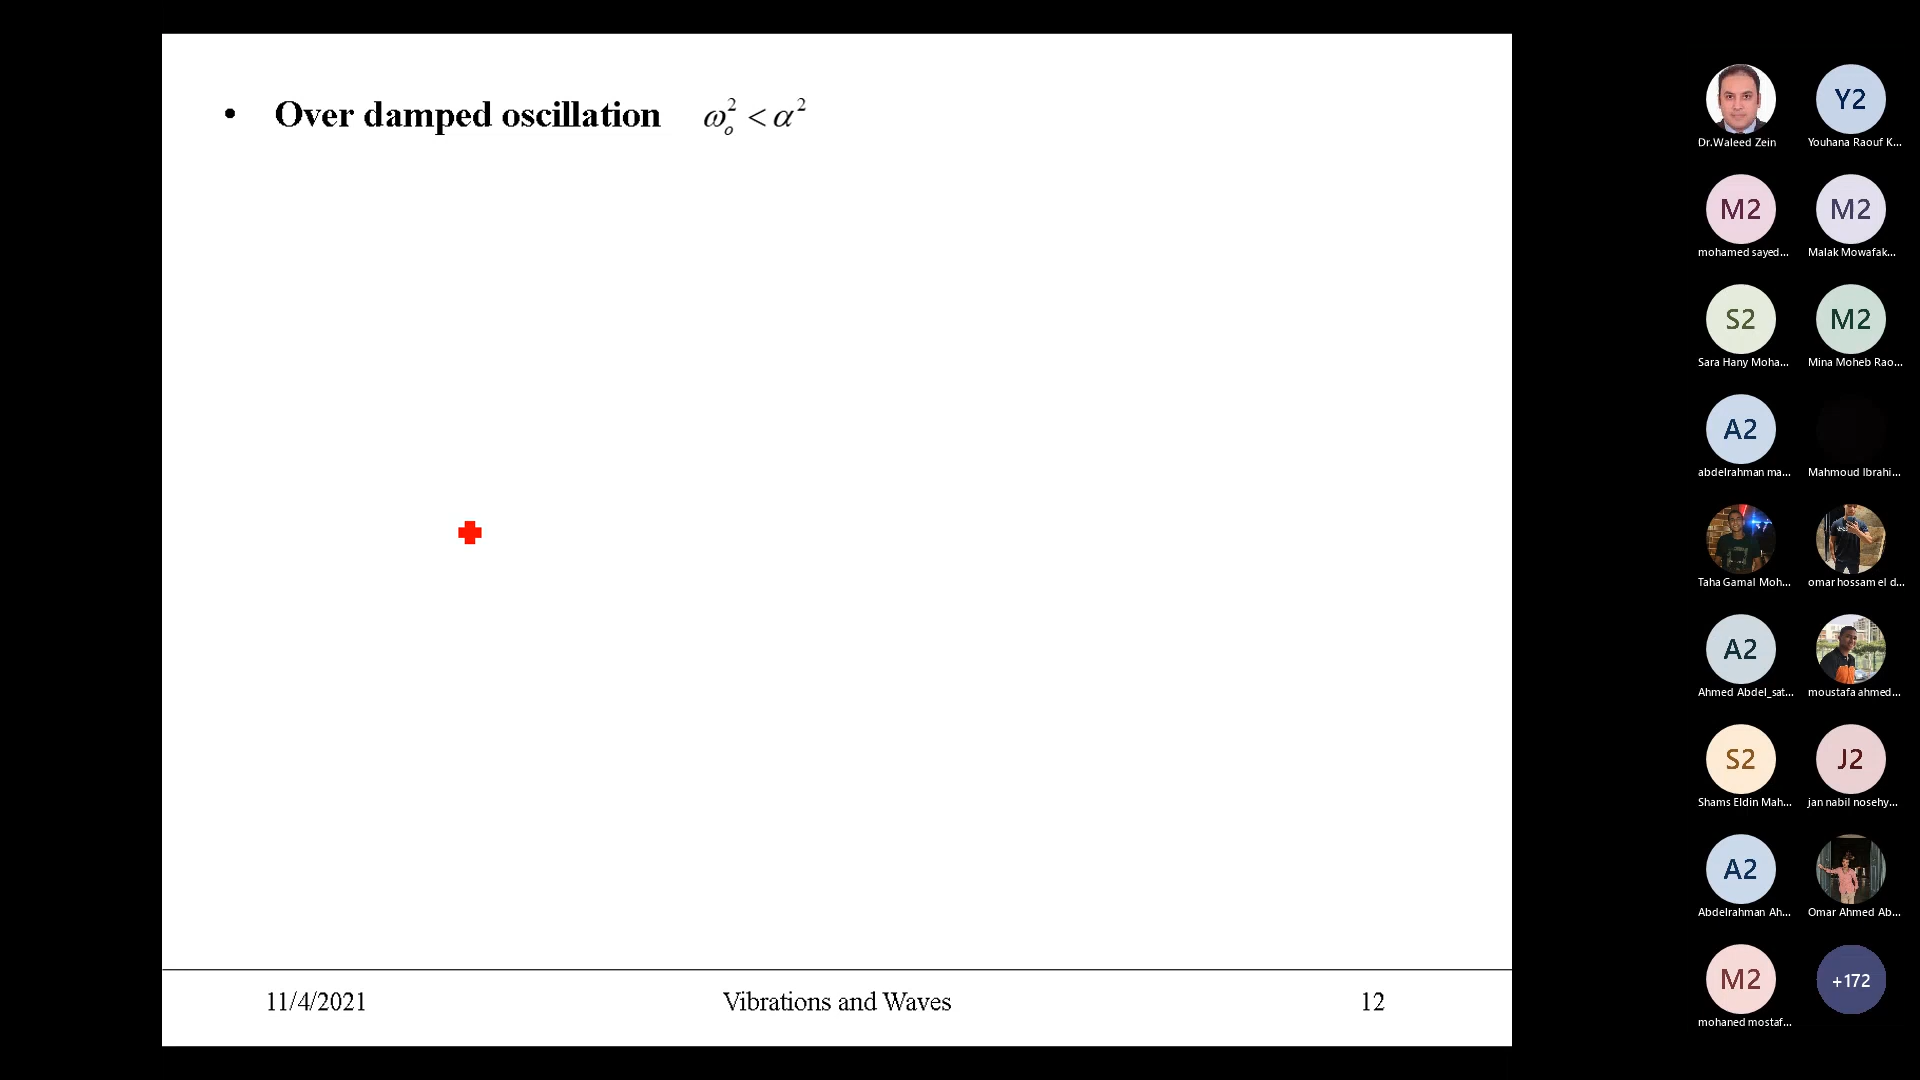 • Over damped oscillation ω_o^2 < α^2
11/4/2021 Vibrations and Waves 12
Y2
Dr.Waleed Zein Youhana Raouf K...
M2 M2
mohamed sayed... Malak Mowafak...
S2 M2
Sara Hany Moha... Mina Moheb Rao...
A2
abdelrahman ma... Mahmoud Ibrahi...
Taha Gamal Moh... omar hossam el d...
A2
Ahmed Abdel_sat... moustafa ahmed...
S2 J2
Shams Eldin Mah... jan nabil nosehy...
A2
Abdelrahman Ah... Omar Ahmed Ab...
M2 +172
mohaned mostaf...